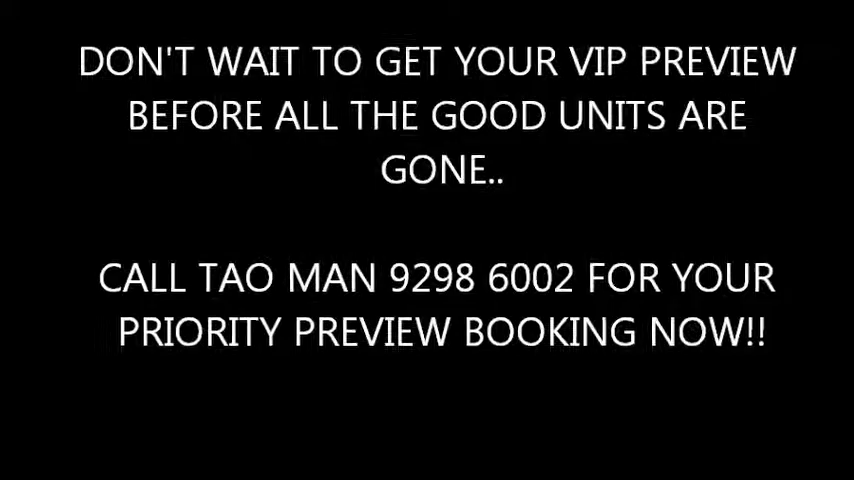 DON'T WAIT TO GET YOUR VIP PREVIEW
BEFORE ALL THE GOOD UNITS ARE
GONE..
CALL TAO MAN 9298 6002 FOR YOUR
PRIORITY PREVIEW BOOKING NOW!!